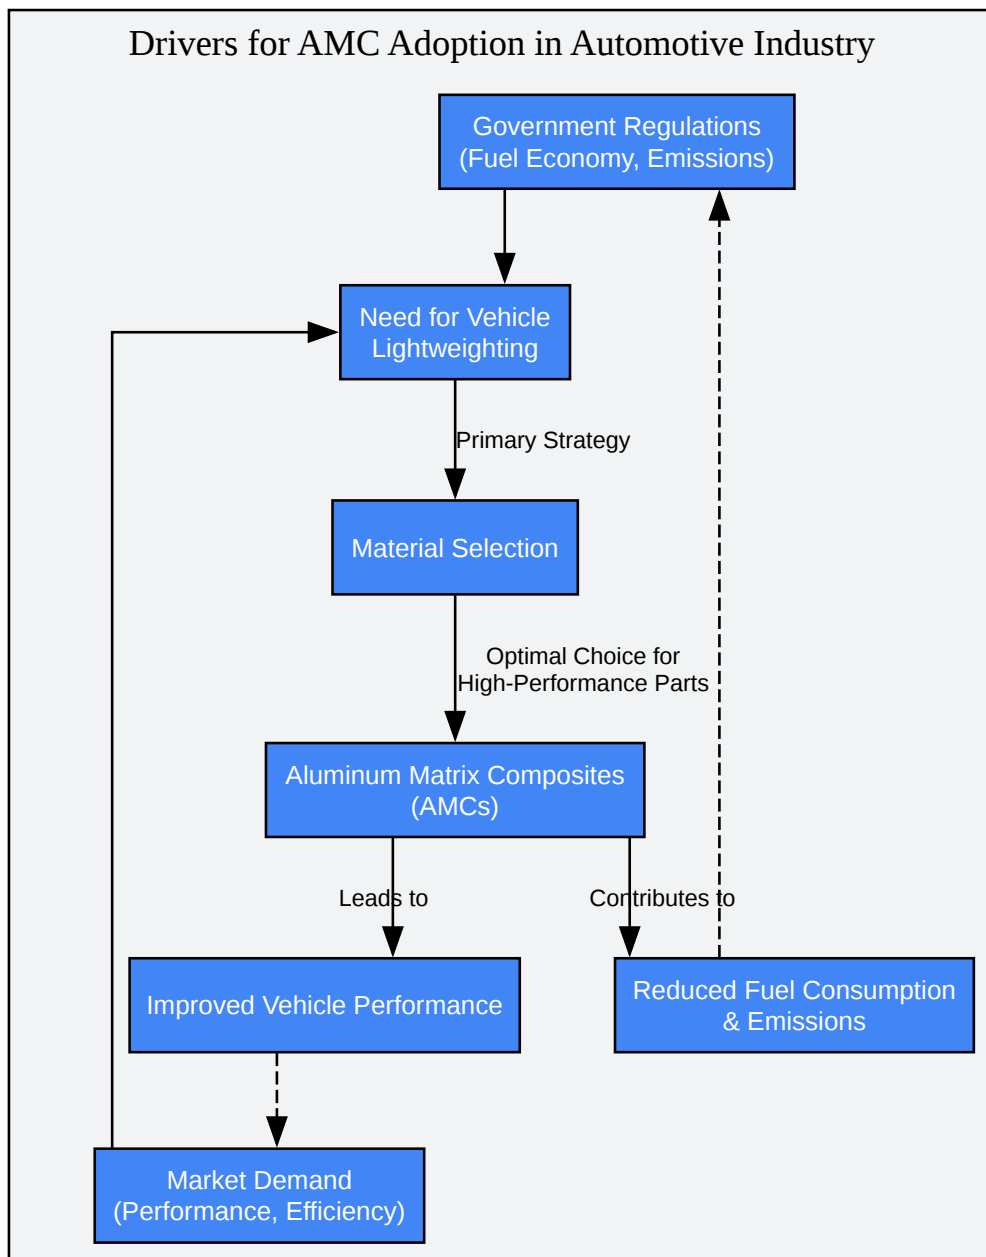 Drivers for AMC Adoption in Automotive Industry
Government Regulations
(Fuel Economy, Emissions)
Need for Vehicle
Lightweighting
Primary Strategy
Material Selection
Optimal Choice for
High-Performance Parts
Aluminum Matrix Composites
(AMCs)
Leads to
Contributes to
Improved Vehicle Performance
Reduced Fuel Consumption
& Emissions
Market Demand
(Performance, Efficiency)